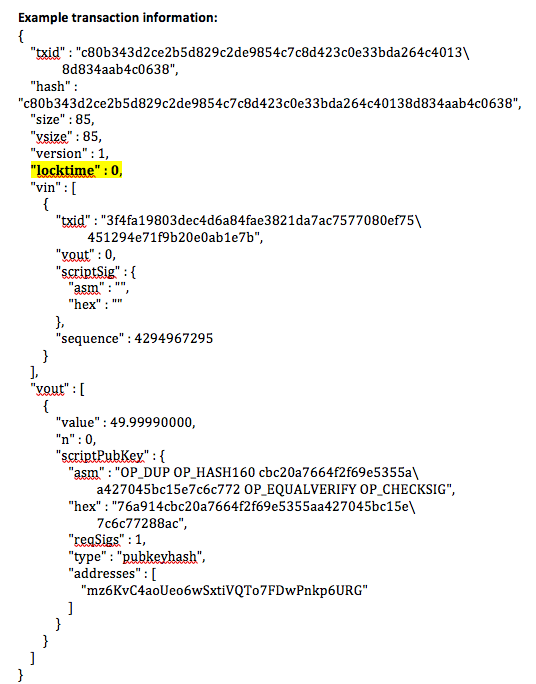 Example transaction information:
{
"txid" : "c80b343d2ce2b5d829c2de9854c7c8d423c0e33bda264c4013\
8d834aab4c0638",
"hash" :
"c80b343d2ce2b5d829c2de9854c7c8d423c0e33bda264c40138d834aab4c0638",
"size" : 85,
"vsize" : 85,
"version" : 1,
"locktime" : 0,
"vin" : [
{
"txid" : "3f4fa19803dec4d6a84fae3821da7ac7577080ef75\
451294e71f9b20e0ab1e7b",
"vout" : 0,
"scriptSig" : {
"asm" : "",
"hex" : ""
},
"sequence" : 4294967295
}
],
"vout" : [
{
"value" : 49.99990000,
"n" : 0,
"scriptPubKey" : {
"asm" : "OP_DUP OP_HASH160 cbc20a7664f2f69e5355a\
a427045bc15e7c6c772 OP_EQUALVERIFY OP_CHECKSIG",
"hex" : "76a914cbc20a7664f2f69e5355aa427045bc15e\
7c6c77288ac",
"reqSigs" : 1,
"type" : "pubkeyhash",
"addresses" : [
"mz6KvC4aoUeo6wSxtiVQTo7FDwPnkp6URG"
]
}
}
]
}